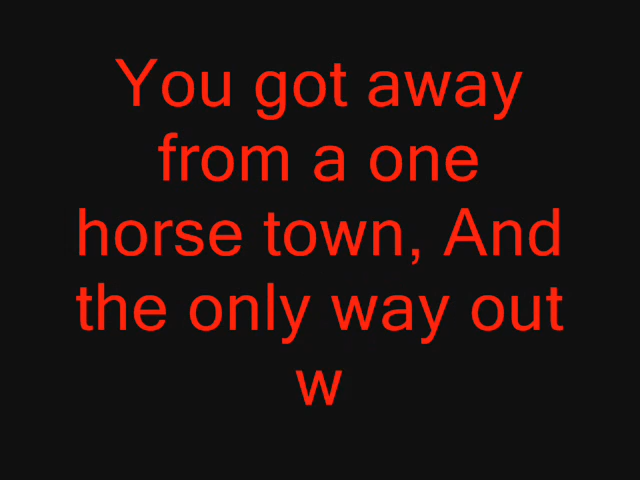 You got away
from a one
horse town, And
the only way out
w